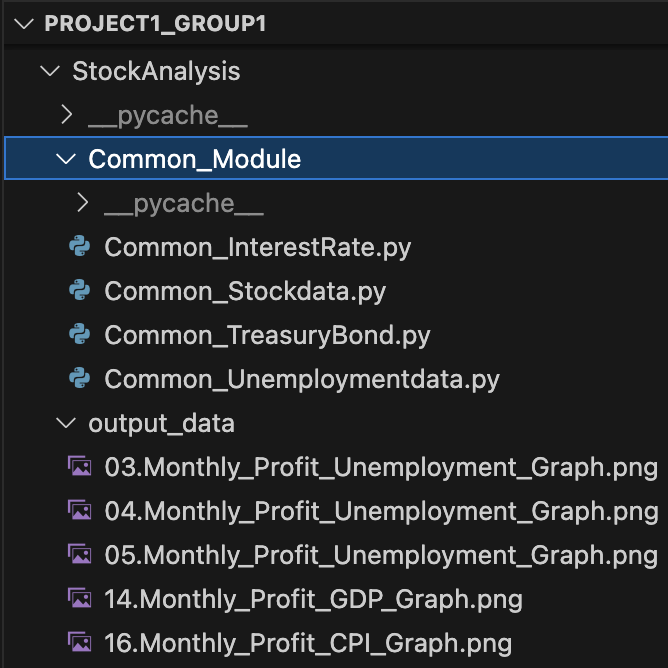 PROJECT1_GROUP1
StockAnalysis
__pycache__
Common_Module
__pycache__
Common_InterestRate.py
Common_Stockdata.py
Common_TreasuryBond.py
Common_Unemploymentdata.py
output_data
03.Monthly_Profit_Unemployment_Graph.png
04.Monthly_Profit_Unemployment_Graph.png
05.Monthly_Profit_Unemployment_Graph.png
14.Monthly_Profit_GDP_Graph.png
16.Monthly_Profit_CPI_Graph.png